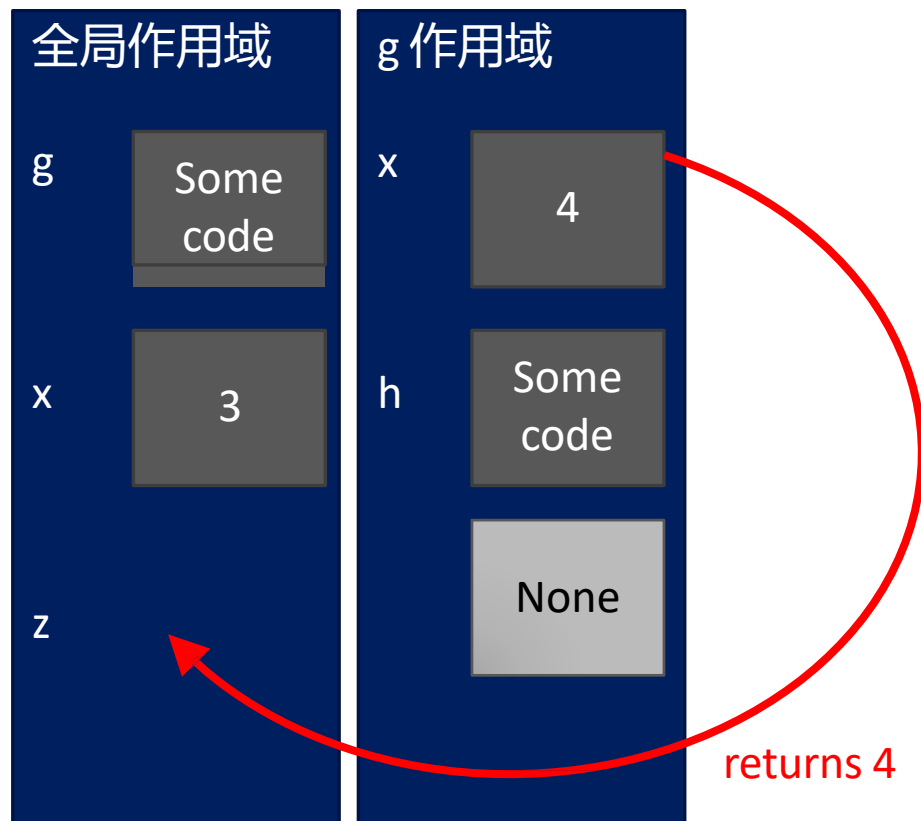 全局作用域
g
Some
code
x
3
z
g 作用域
x
4
h
Some
code
None
returns 4